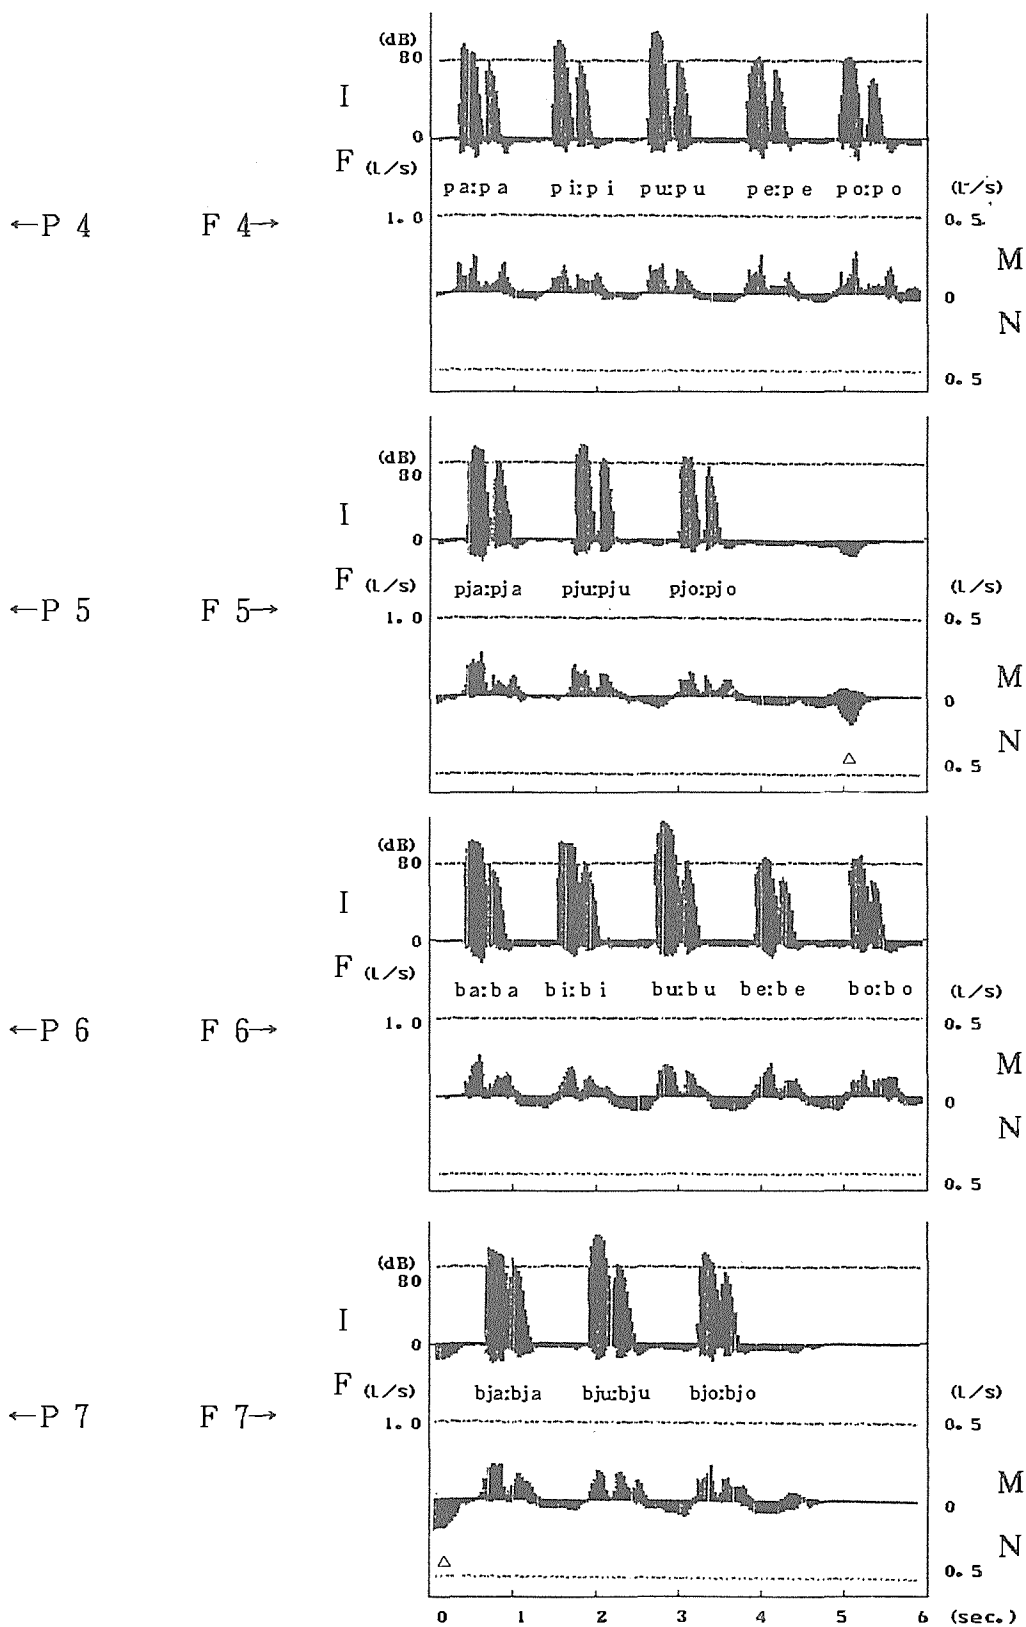 (dB)
80
I
0
F (l/s)
pa:pa pi:pi pu:pu pe:pe po:po (l/s)
←P 4 F 4→ 1.0 0.5
M
0
N
0.5
(dB)
80
I
0
F (l/s) pja:pja pju:pju pjo:pjo (l/s)
←P 5 F 5→ 1.0 0.5
M
0
N
△ 0.5
(dB)
80
I
0
F (l/s) ba:ba bi:bi bu:bu be:be bo:bo (l/s)
←P 6 F 6→ 1.0 0.5
M
0
N
0.5
(dB)
80
I
0
F (l/s) bja:bja bju:bju bjo:bjo (l/s)
←P 7 F 7→ 1.0 0.5
M
0
N
△ 0.5
0 1 2 3 4 5 6 (sec.)